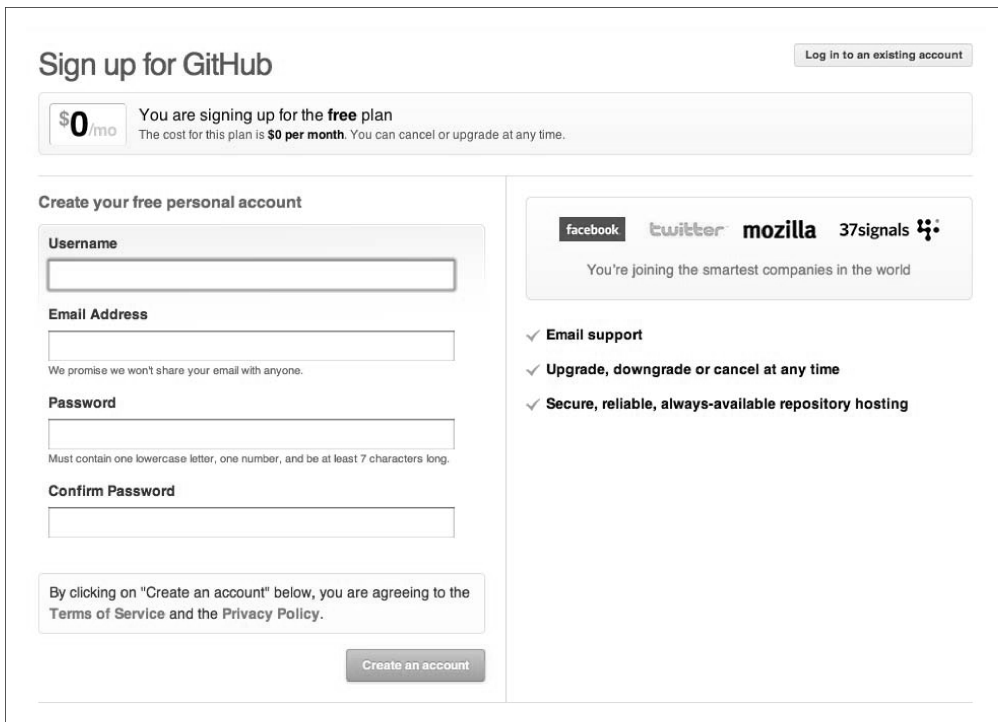 Sign up for GitHub
Log in to an existing account
$0/mo
You are signing up for the free plan
The cost for this plan is $0 per month. You can cancel or upgrade at any time.
Create your free personal account
Username
Email Address
We promise we won't share your email with anyone.
Password
Must contain one lowercase letter, one number, and be at least 7 characters long.
Confirm Password
By clicking on "Create an account" below, you are agreeing to the
Terms of Service and the Privacy Policy.
Create an account
facebook twitter mozilla 37signals
You're joining the smartest companies in the world
Email support
Upgrade, downgrade or cancel at any time
Secure, reliable, always-available repository hosting